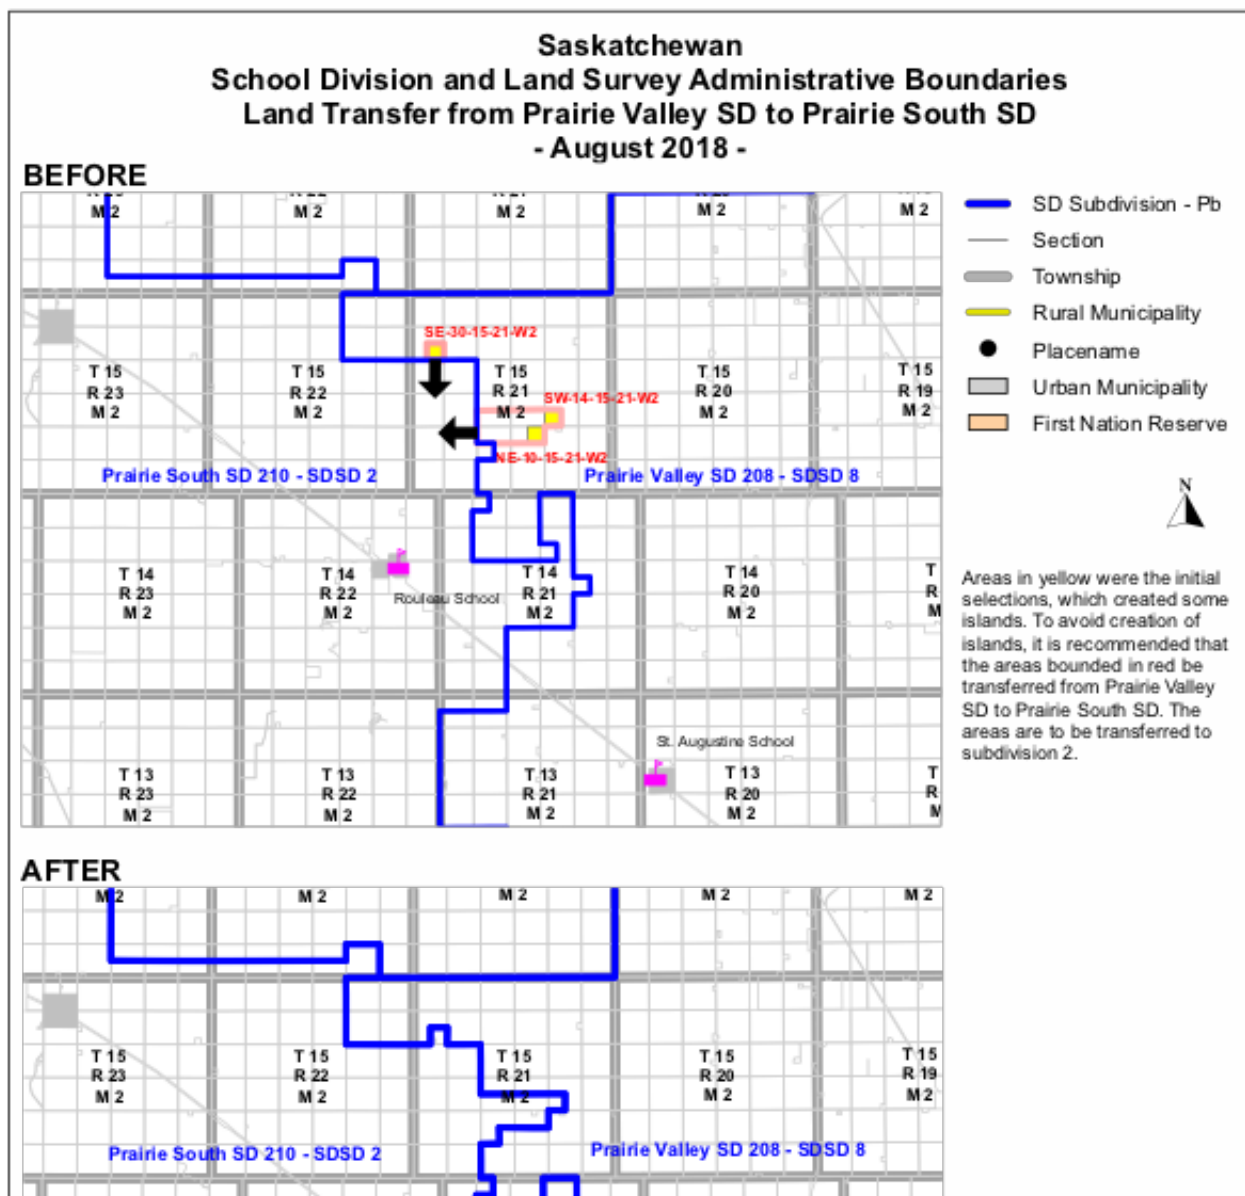 Saskatchewan
School Division and Land Survey Administrative Boundaries
Land Transfer from Prairie Valley SD to Prairie South SD
- August 2018 -
BEFORE
M 2
M 2
M 2
M 2
M 2
SD Subdivision - Pb
Section
Township
Rural Municipality
Placename
Urban Municipality
First Nation Reserve
N
SE-30-15-21-W2
T 15
R 23
M 2
T 15
R 22
M 2
T 15
R 21
M 2
T 15
R 20
M 2
T 15
R 19
M 2
SW-14-15-21-W2
NE-10-15-21-W2
Prairie South SD 210 - SDSD 2
Prairie Valley SD 208 - SDSD 8
T 14
R 23
M 2
T 14
R 22
M 2
Rouleau School
T 14
R 21
M 2
T 14
R 20
M 2
T
R
M
Areas in yellow were the initial
selections, which created some
islands. To avoid creation of
islands, it is recommended that
the areas bounded in red be
transferred from Prairie Valley
SD to Prairie South SD. The
areas are to be transferred to
subdivision 2.
St. Augustine School
T 13
R 23
M 2
T 13
R 22
M 2
T 13
R 21
M 2
T 13
R 20
M 2
T
R
M
AFTER
M 2
M 2
M 2
M 2
M 2
T 15
R 23
M 2
T 15
R 22
M 2
T 15
R 21
M 2
T 15
R 20
M 2
T 15
R 19
M 2
Prairie South SD 210 - SDSD 2
Prairie Valley SD 208 - SDSD 8